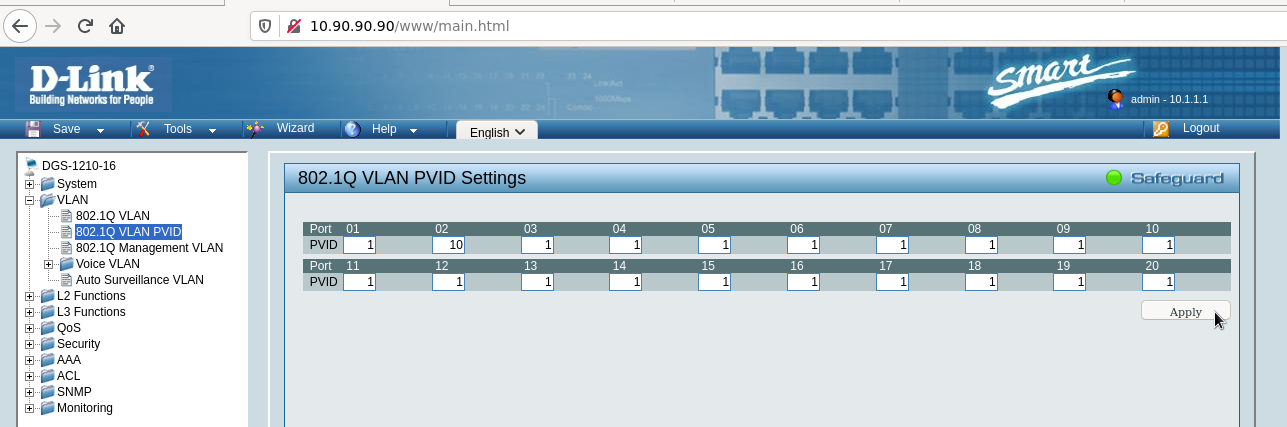 10.90.90.90/www/main.html
D-Link
Building Networks for People
Smart
admin - 10.1.1.1
Save Tools Wizard Help English Logout
DGS-1210-16
System
VLAN
802.1Q VLAN
802.1Q VLAN PVID
802.1Q Management VLAN
Voice VLAN
Auto Surveillance VLAN
L2 Functions
L3 Functions
QoS
Security
AAA
ACL
SNMP
Monitoring
802.1Q VLAN PVID Settings
Safeguard
Port 01 02 03 04 05 06 07 08 09 10
PVID 1 10 1 1 1 1 1 1 1 1
Port 11 12 13 14 15 16 17 18 19 20
PVID 1 1 1 1 1 1 1 1 1 1
Apply